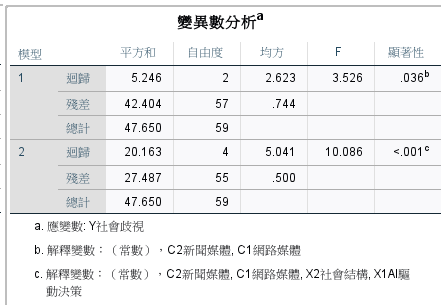 變異數分析a
模型 平方和 自由度 均方 F 顯著性
1 迴歸 5.246 2 2.623 3.526 .036b
殘差 42.404 57 .744
總計 47.650 59
2 迴歸 20.163 4 5.041 10.086 <.001c
殘差 27.487 55 .500
總計 47.650 59
a. 應變數: Y社會歧視
b. 解釋變數：（常數），C2新聞媒體, C1網路媒體
c. 解釋變數：（常數），C2新聞媒體, C1網路媒體, X2社會結構, X1AI驅
動決策